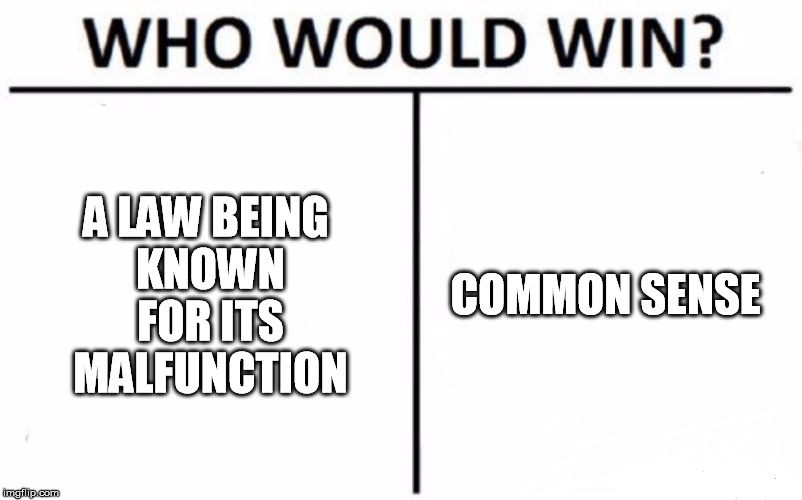 WHO WOULD WIN?
A LAW BEING
KNOWN
FOR ITS
MALFUNCTION
COMMON SENSE
imgflip.com